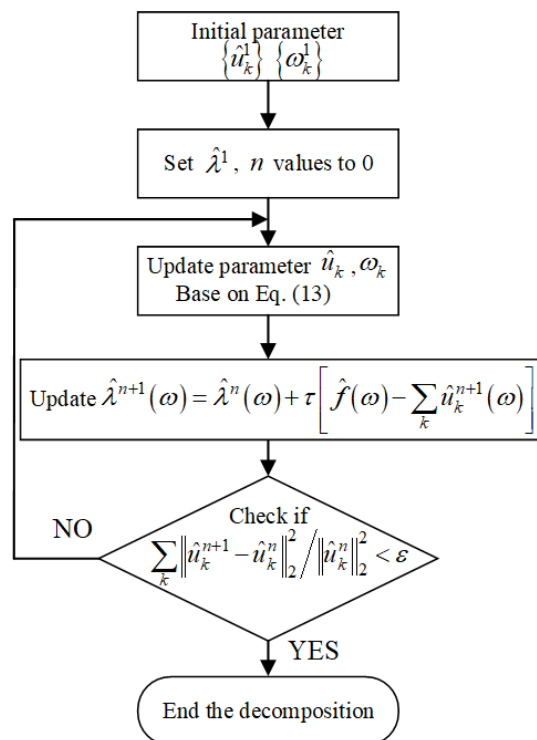 Initial parameter
{û_k^1} {ω_k^1}
Set λ̂^1, n values to 0
Update parameter û_k, ω_k
Base on Eq. (13)
Update λ̂^{n+1}(ω) = λ̂^n(ω) + τ[f̂(ω) − ∑_k û_k^{n+1}(ω)]
NO
Check if
∑_k ‖û_k^{n+1} − û_k^n‖_2^2 / ‖û_k^n‖_2^2 < ε
YES
End the decomposition